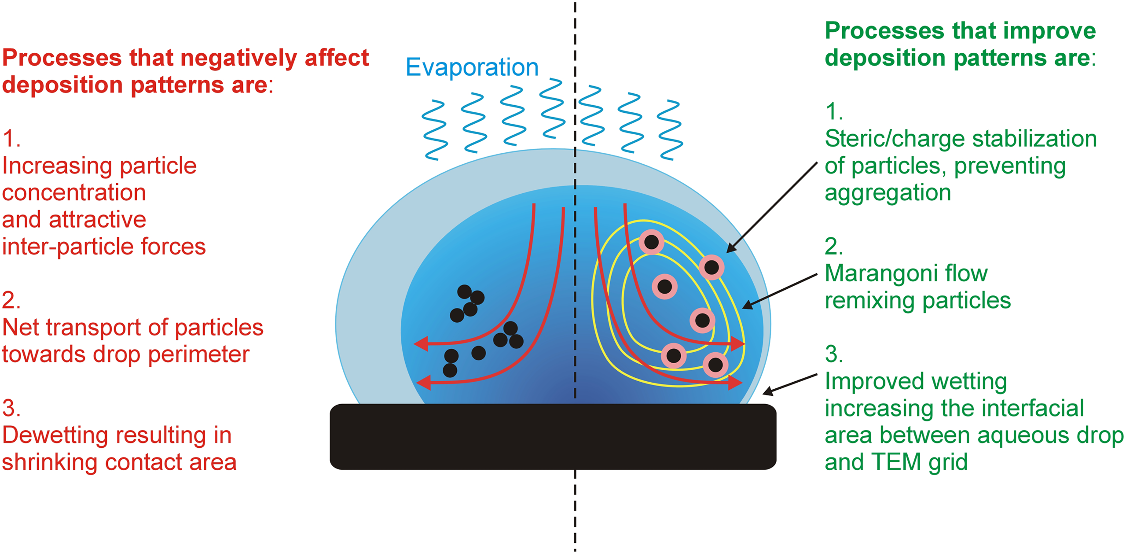 Processes that negatively affect
deposition patterns are:
1.
Increasing particle
concentration
and attractive
inter-particle forces
2.
Net transport of particles
towards drop perimeter
3.
Dewetting resulting in
shrinking contact area
Evaporation
Processes that improve
deposition patterns are:
1.
Steric/charge stabilization
of particles, preventing
aggregation
2.
Marangoni flow
remixing particles
3.
Improved wetting
increasing the interfacial
area between aqueous drop
and TEM grid